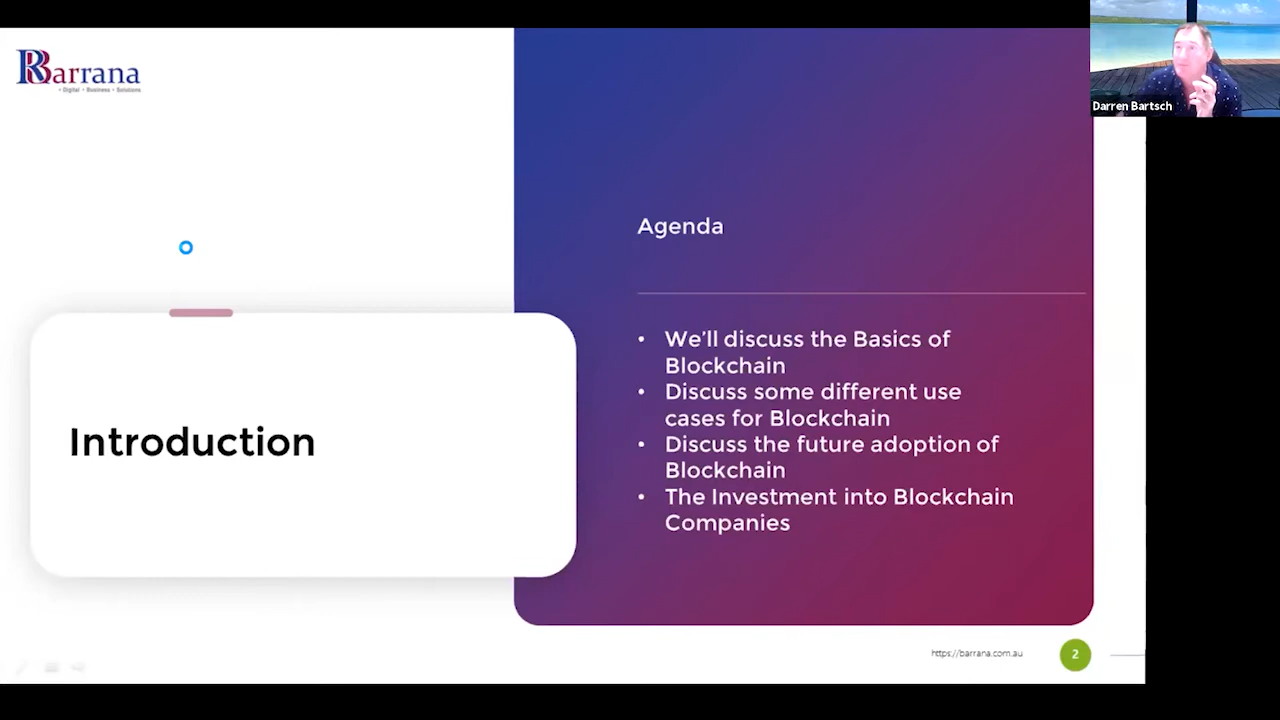 Barrana
• Digital • Business • Solutions
Darren Bartsch
Agenda
• We'll discuss the Basics of
Blockchain
• Discuss some different use
cases for Blockchain
• Discuss the future adoption of
Blockchain
• The Investment into Blockchain
Companies
Introduction
https://barrana.com.au
2